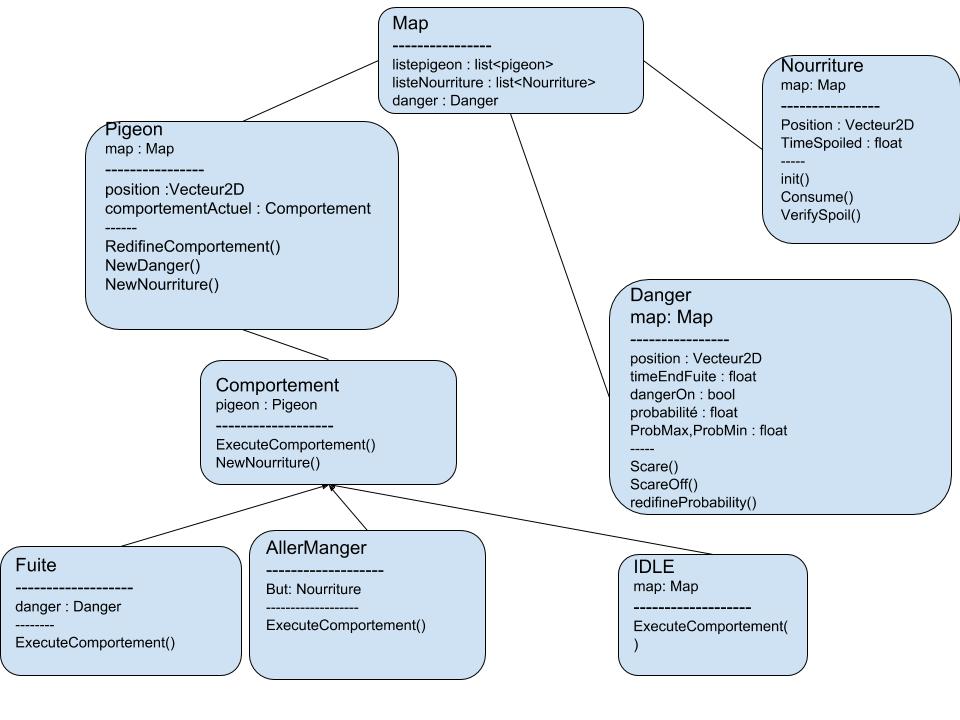 Map
----------------
listepigeon : list<pigeon>
listeNourriture : list<Nourriture>
danger : Danger
Nourriture
map: Map
----------------
Position : Vecteur2D
TimeSpoiled : float
-----
init()
Consume()
VerifySpoil()
Pigeon
map : Map
----------------
position :Vecteur2D
comportementActuel : Comportement
------
RedifineComportement()
NewDanger()
NewNourriture()
Danger
map: Map
----------------
position : Vecteur2D
timeEndFuite : float
dangerOn : bool
probabilité : float
ProbMax,ProbMin : float
-----
Scare()
ScareOff()
redifineProbability()
Comportement
pigeon : Pigeon
-------------------
ExecuteComportement()
NewNourriture()
Fuite
-------------------
danger : Danger
--------
ExecuteComportement()
AllerManger
-------------------
But: Nourriture
-------------------
ExecuteComportement()
IDLE
map: Map
-------------------
ExecuteComportement(
)